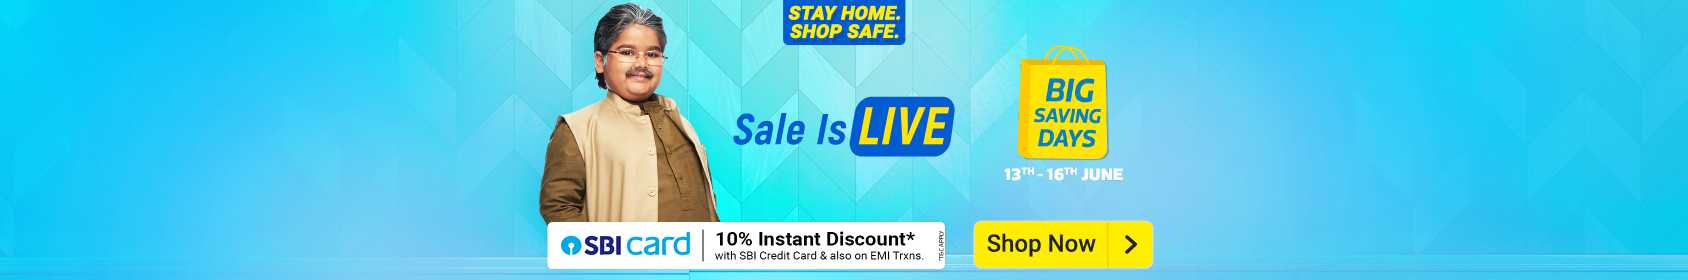 STAY HOME.
SHOP SAFE.
Sale Is LIVE
BIG
SAVING
DAYS
13TH - 16TH JUNE
SBI card
10% Instant Discount*
with SBI Credit Card & also on EMI Trxns.
*T&C APPLY
Shop Now